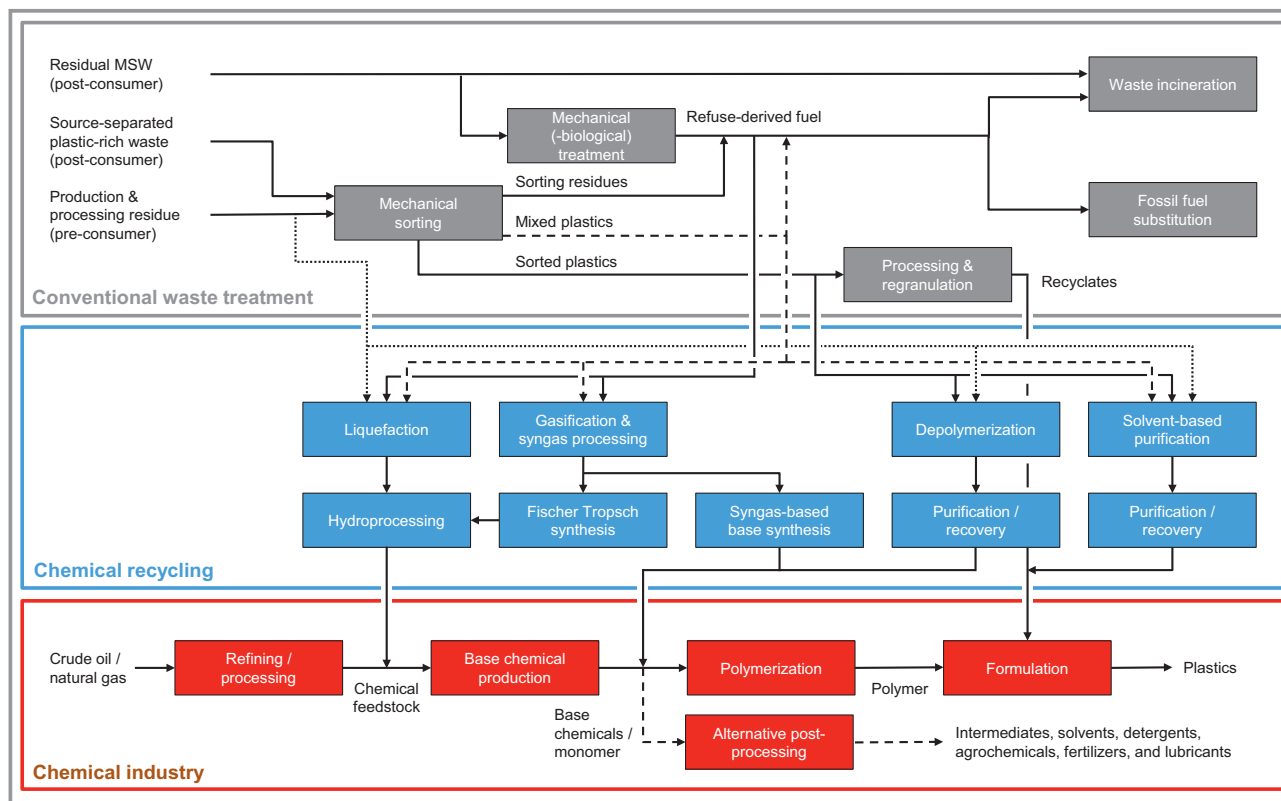 Residual MSW
(post-consumer)
Waste incineration
Source-separated
plastic-rich waste
(post-consumer)
Mechanical
(-biological)
treatment
Refuse-derived fuel
Sorting residues
Production &
processing residue
(pre-consumer)
Mechanical
sorting
Mixed plastics
Fossil fuel
substitution
Sorted plastics
Processing &
regranulation
Recyclates
Conventional waste treatment
Liquefaction
Gasification &
syngas processing
Depolymerization
Solvent-based
purification
Hydroprocessing
Fischer Tropsch
synthesis
Syngas-based
base synthesis
Purification /
recovery
Purification /
recovery
Chemical recycling
Crude oil /
natural gas
Refining /
processing
Chemical
feedstock
Base chemical
production
Base
chemicals /
monomer
Polymerization
Polymer
Formulation
Plastics
Alternative post-
processing
Intermediates, solvents, detergents,
agrochemicals, fertilizers, and lubricants
Chemical industry